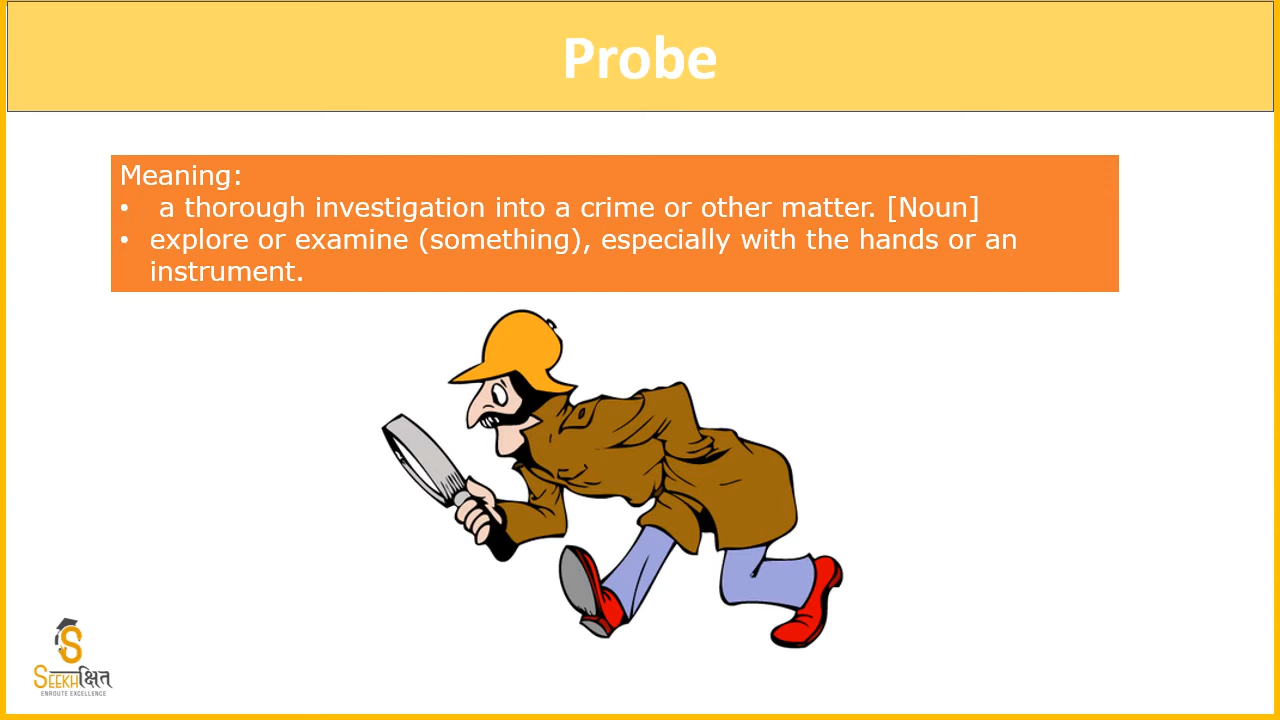 Probe
Meaning:
• a thorough investigation into a crime or other matter. [Noun]
• explore or examine (something), especially with the hands or an
instrument.
SEEKHक्षित
ENROUTE EXCELLENCE